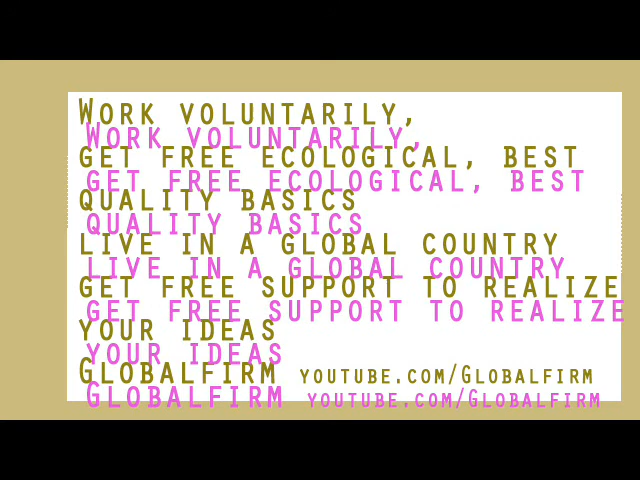 Work voluntarily,
Work voluntarily,
get free ecological, best
get free ecological, best
quality basics
quality basics
live in a global country
live in a global country
get free support to realize
get free support to realize
your ideas
your ideas
Globalfirm youtube.com/Globalfirm
Globalfirm youtube.com/Globalfirm